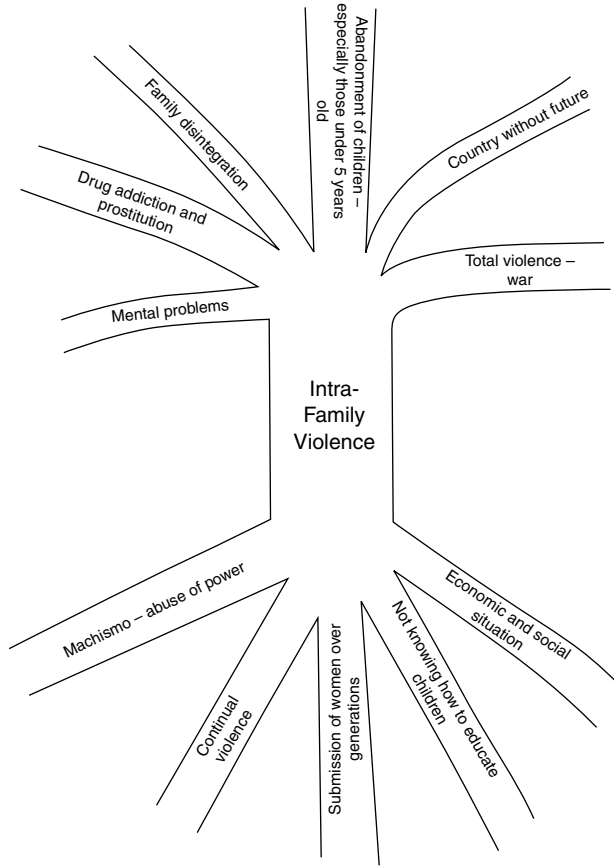 Abandonment of children –
especially those under 5 years
old
Family disintegration
Country without future
Drug addiction and
prostitution
Total violence –
war
Mental problems
Intra-
Family
Violence
Machismo – abuse of power
Continual
violence
Submission of women over
generations
Not knowing how to educate
children
Economic and social
situation